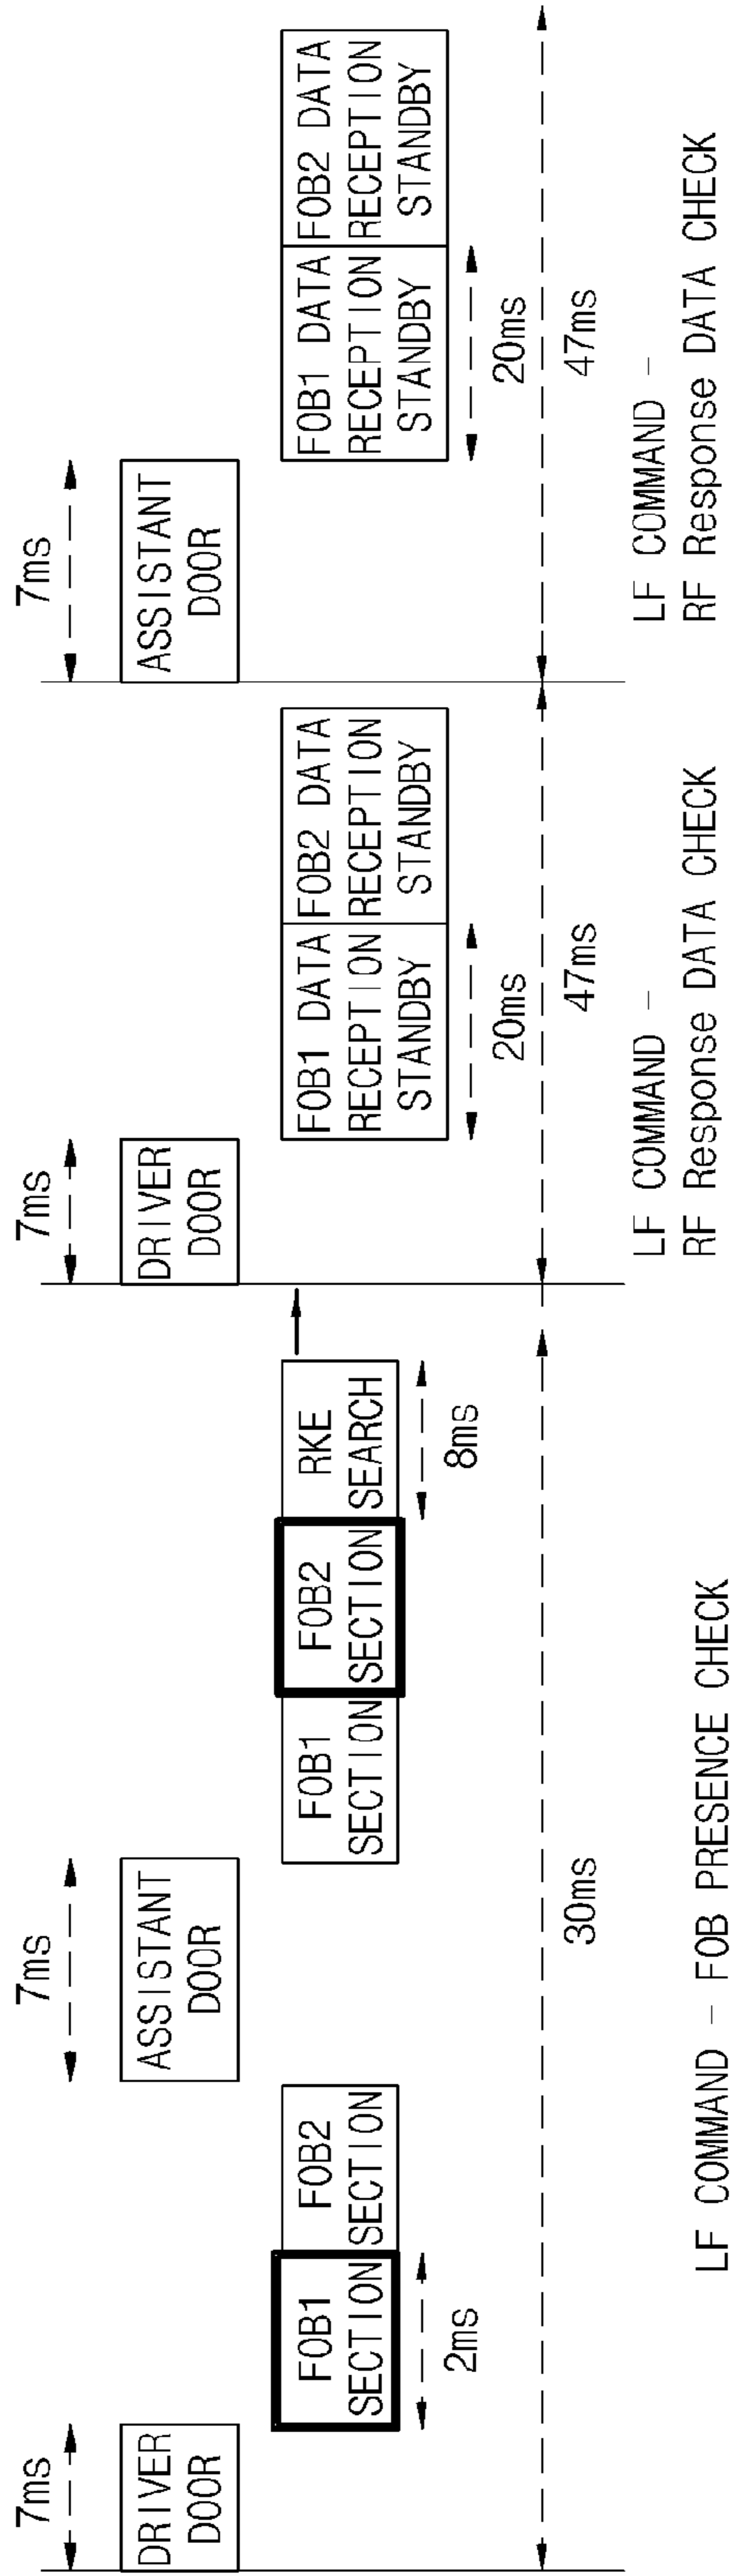 7ms
DRIVER
DOOR
FOB1
SECTION
2ms
FOB2
SECTION
7ms
ASSISTANT
DOOR
FOB1
SECTION
FOB2
SECTION
RKE
SEARCH
8ms
30ms
LF COMMAND - FOB PRESENCE CHECK
7ms
DRIVER
DOOR
FOB1 DATA
RECEPTION
STANDBY
FOB2 DATA
RECEPTION
STANDBY
20ms
47ms
LF COMMAND -
RF Response DATA CHECK
7ms
ASSISTANT
DOOR
FOB1 DATA
RECEPTION
STANDBY
FOB2 DATA
RECEPTION
STANDBY
20ms
47ms
LF COMMAND -
RF Response DATA CHECK